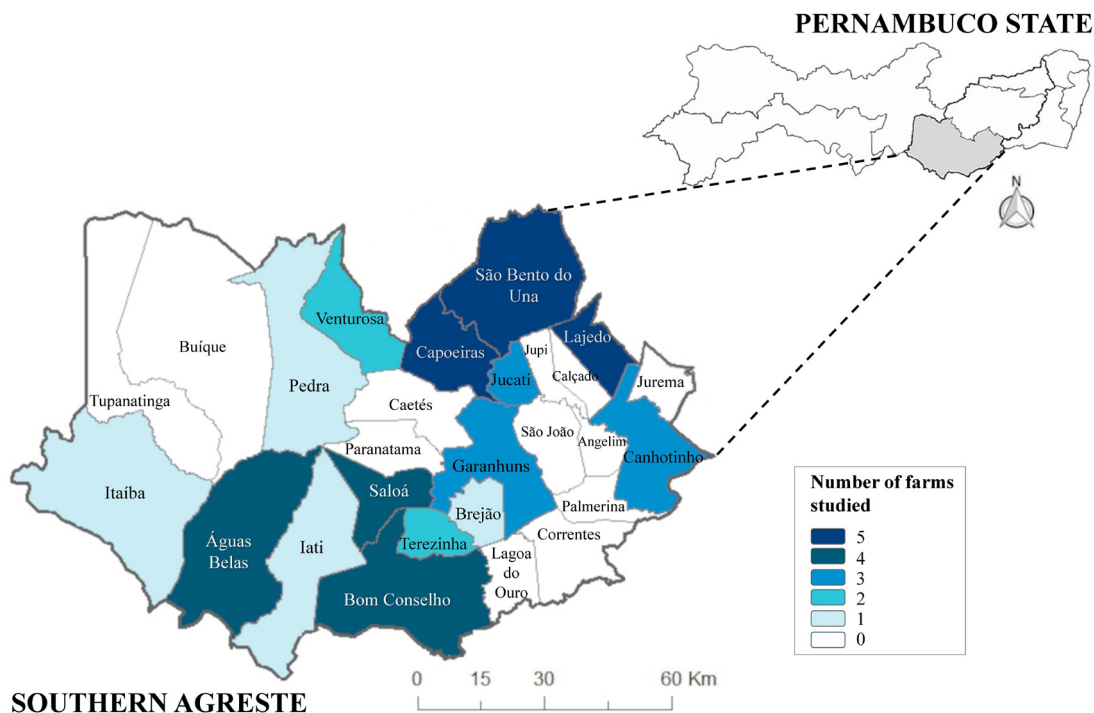 PERNAMBUCO STATE
N
São Bento do
Una
Venturosa
Lajedo
Buíque
Capoeiras
Jupi
Jucati
Calçado
Jurema
Pedra
Tupanatinga
Caetés
São João
Angelim
Paranatama
Garanhuns
Canhotinho
Itaíba
Saloá
Brejão
Palmerina
Correntes
Águas
Belas
Iati
Terezinha
Lagoa
do
Ouro
Bom Conselho
Number of farms
studied
5
4
3
2
1
0
0 15 30 60 Km
SOUTHERN AGRESTE